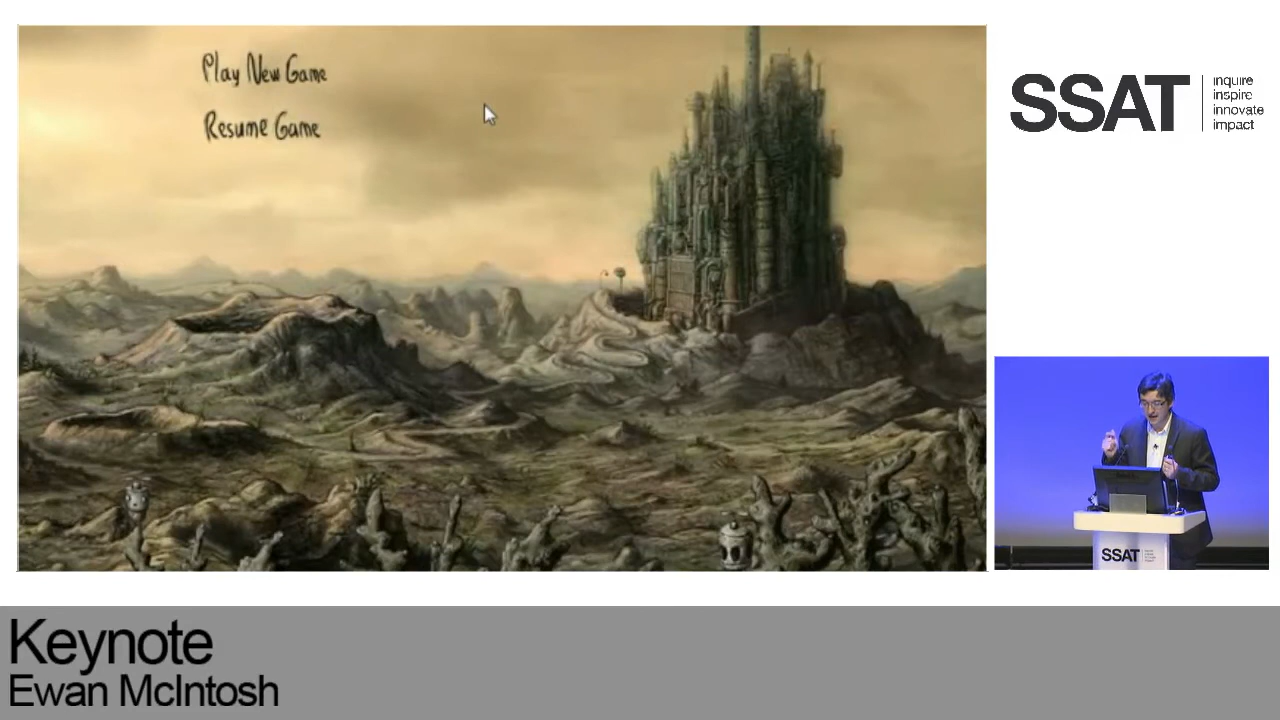 Play New Game
Resume Game
SSAT
inquire
inspire
innovate
impact
SSAT
Keynote
Ewan McIntosh